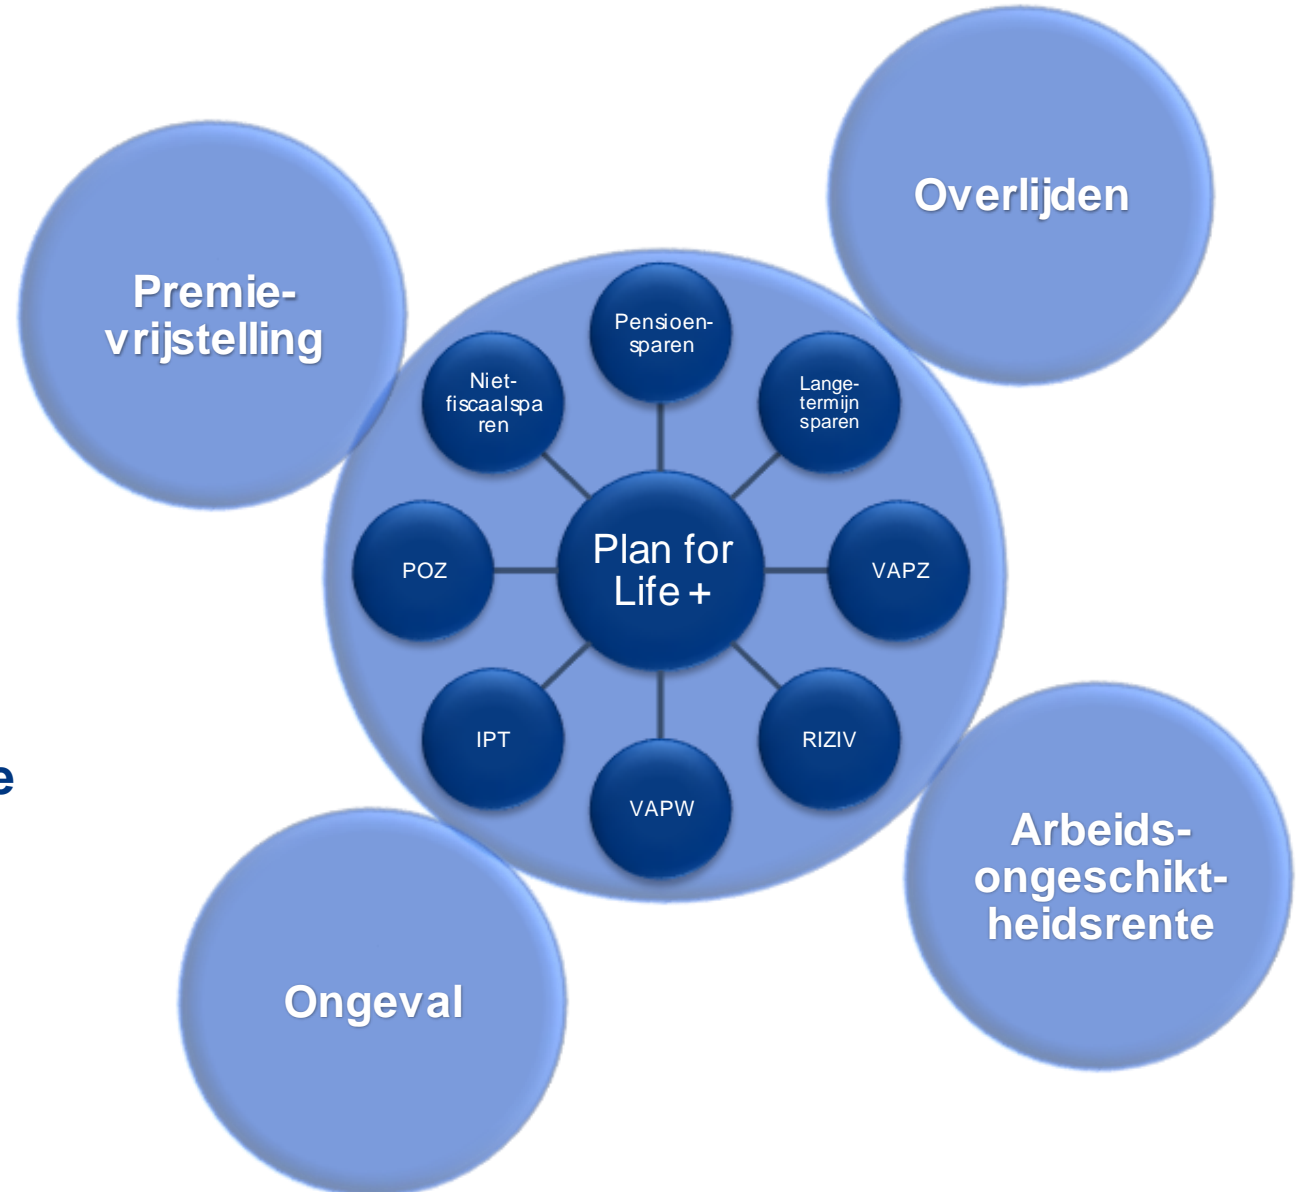 Overlijden
Premie-
vrijstelling
Pensioen-
sparen
Niet-
fiscaalspa
ren
Lange-
termijn
sparen
Plan for
Life +
POZ
VAPZ
IPT
RIZIV
VAPW
e
Arbeids-
ongeschikt-
heidsrente
Ongeval